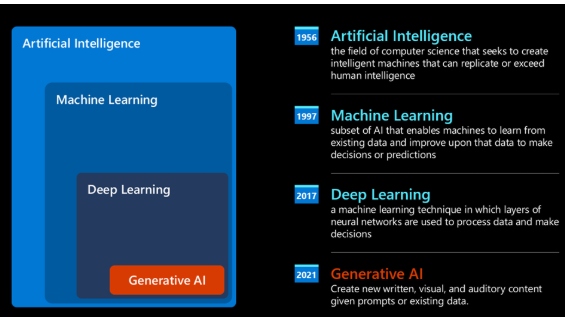 Artificial Intelligence
Machine Learning
Deep Learning
Generative AI
1956
Artificial Intelligence
the field of computer science that seeks to create
intelligent machines that can replicate or exceed
human intelligence
1997
Machine Learning
subset of AI that enables machines to learn from
existing data and improve upon that data to make
decisions or predictions
2017
Deep Learning
a machine learning technique in which layers of
neural networks are used to process data and make
decisions
2021
Generative AI
Create new written, visual, and auditory content
given prompts or existing data.